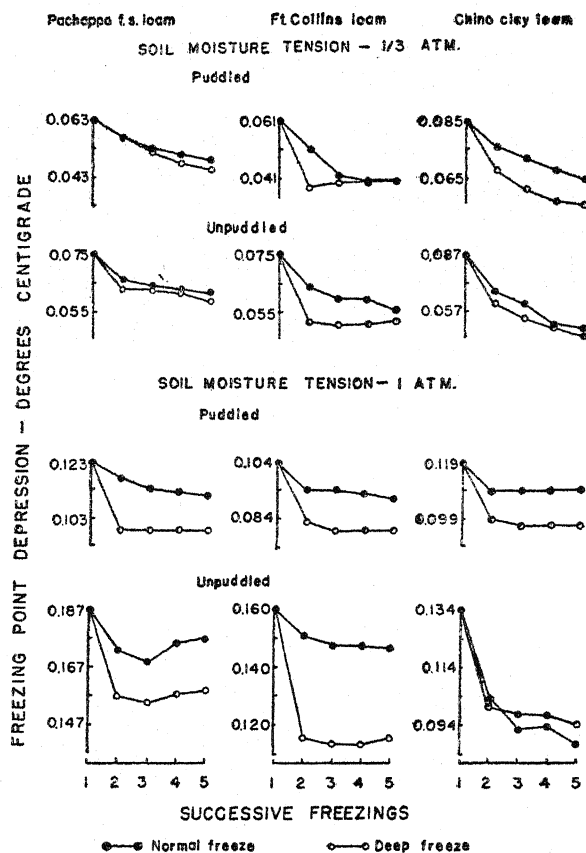 Pachappa f.s. loam Ft. Collins loam Chino clay loam
SOIL MOISTURE TENSION — 1/3 ATM.
Puddled
0.063 0.061 0.085
0.043 0.041 0.065
Unpuddled
0.075 0.075 0.087
0.055 0.055 0.057
SOIL MOISTURE TENSION — 1 ATM.
Puddled
0.123 0.104 0.119
0.103 0.084 0.099
Unpuddled
0.187 0.160 0.134
0.167 0.140 0.114
0.147 0.120 0.094
1 2 3 4 5 1 2 3 4 5 1 2 3 4 5
FREEZING POINT DEPRESSION — DEGREES CENTIGRADE
SUCCESSIVE FREEZINGS
Normal freeze Deep freeze